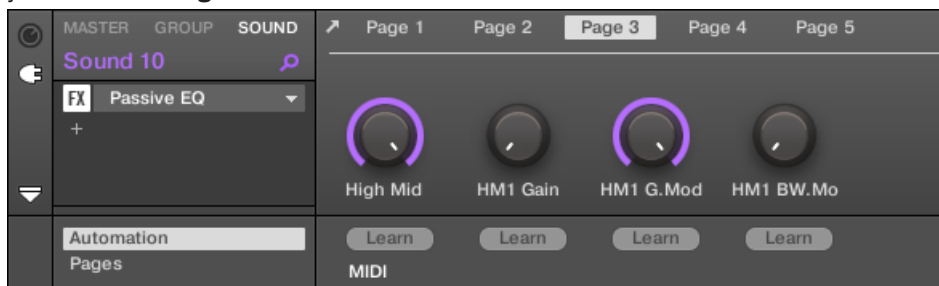 MASTER GROUP SOUND
Sound 10
FX Passive EQ
+
Page 1 Page 2 Page 3 Page 4 Page 5
High Mid HM1 Gain HM1 G.Mod HM1 BW.Mo
Automation
Pages
Learn Learn Learn Learn
MIDI